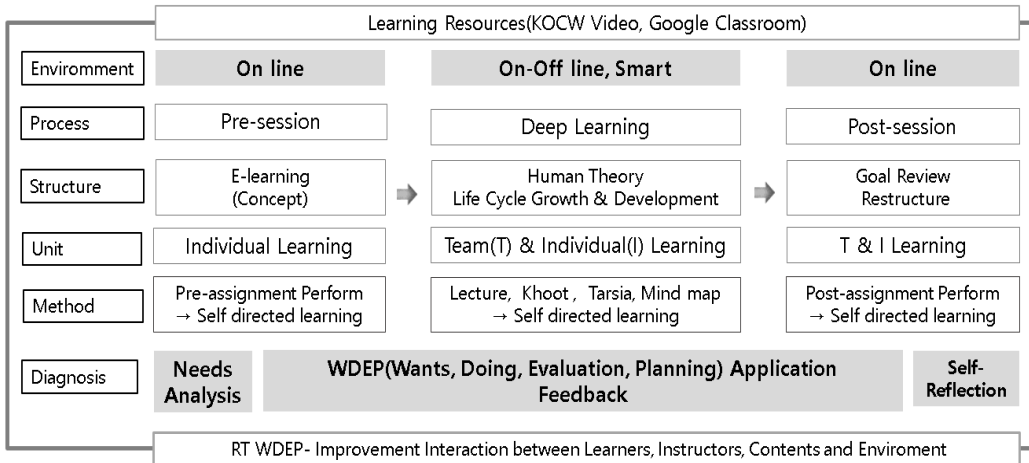 Learning Resources(KOCW Video, Google Classroom)
Enviromment
On line
On-Off line, Smart
On line
Process
Pre-session
Deep Learning
Post-session
Structure
E-learning
(Concept)
Human Theory
Life Cycle Growth & Development
Goal Review
Restructure
Unit
Individual Learning
Team(T) & Individual(I) Learning
T & I Learning
Method
Pre-assignment Perform
→ Self directed learning
Lecture, Khoot , Tarsia, Mind map
→ Self directed learning
Post-assignment Perform
→ Self directed learning
Diagnosis
Needs
Analysis
WDEP(Wants, Doing, Evaluation, Planning) Application
Feedback
Self-
Reflection
RT WDEP- Improvement Interaction between Learners, Instructors, Contents and Enviroment